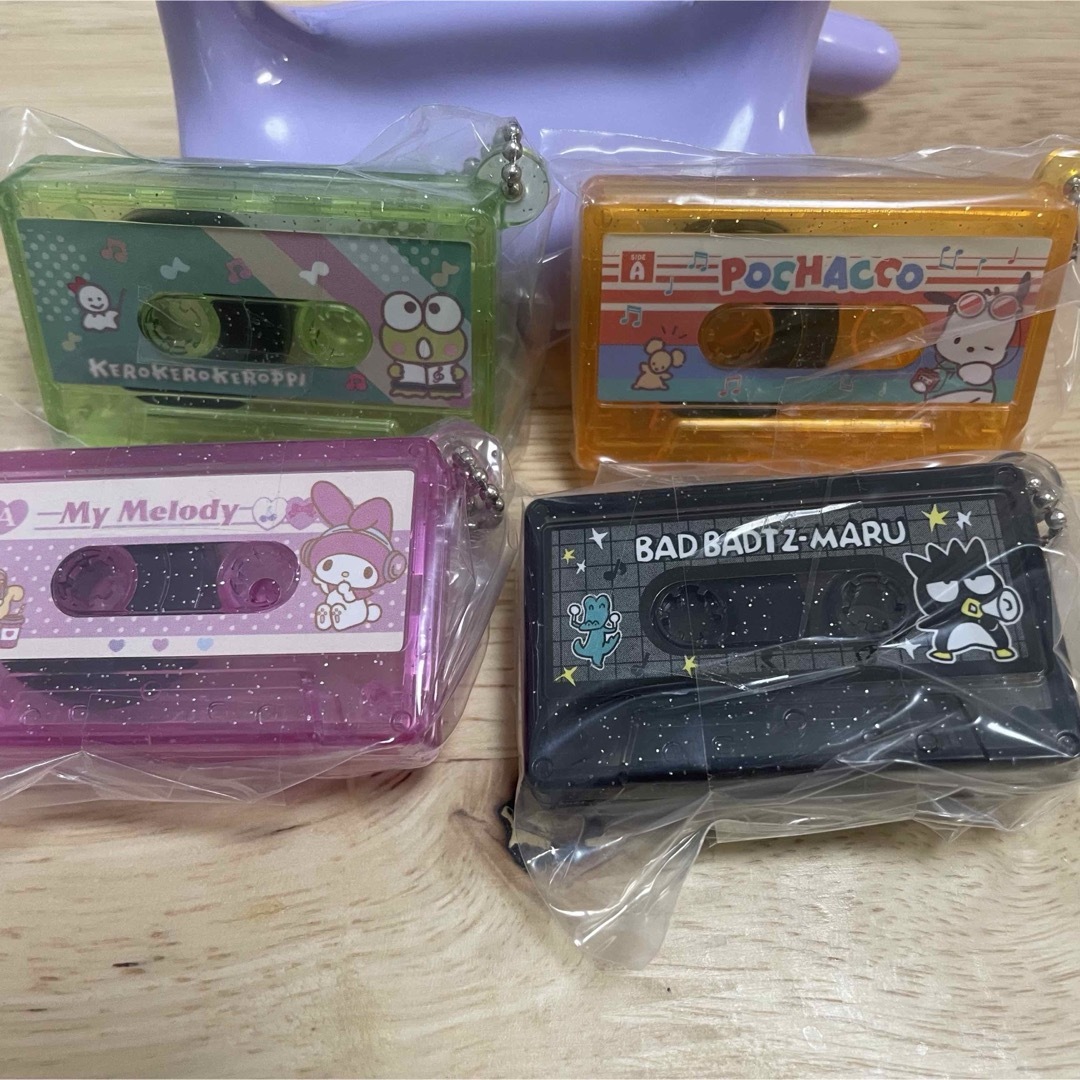 KEROKEROKEROPPI
SIDE
A
POCHACCO
A
My Melody
BAD BADTZ-MARU